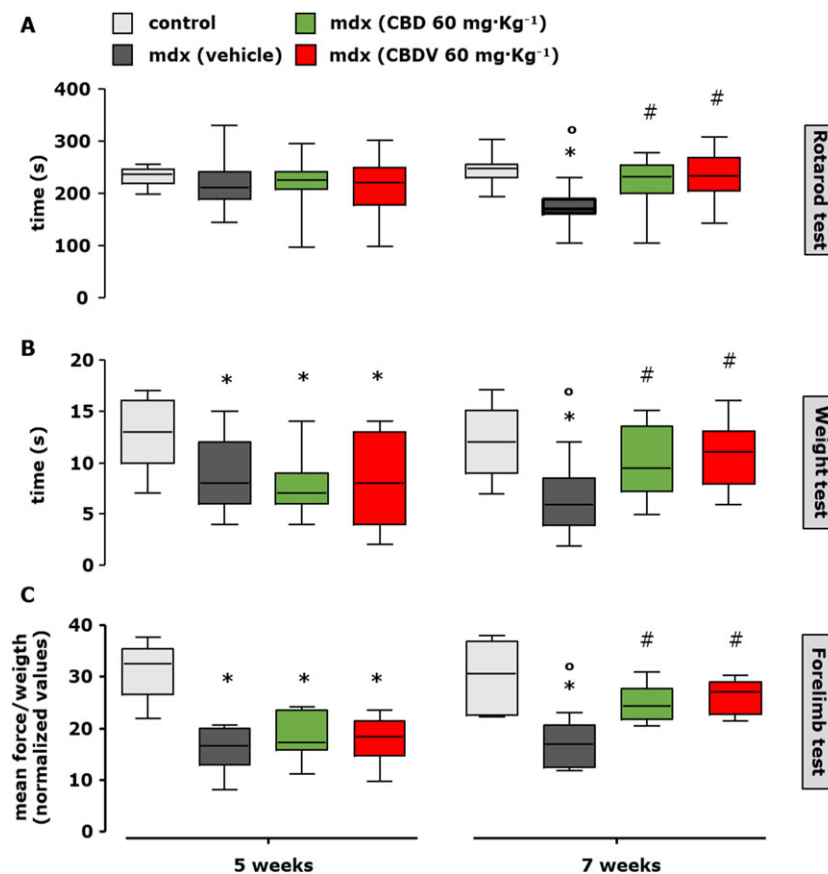 A
control
mdx (CBD 60 mg·Kg⁻¹)
mdx (vehicle)
mdx (CBDV 60 mg·Kg⁻¹)
400
300
200
100
0
time (s)
# #
o
*
Rotarod test
B
20
15
10
5
0
time (s)
* * *
o
*
# #
Weight test
C
40
30
20
10
0
mean force/weigth
(normalized values)
* * *
o
*
# #
Forelimb test
5 weeks
7 weeks